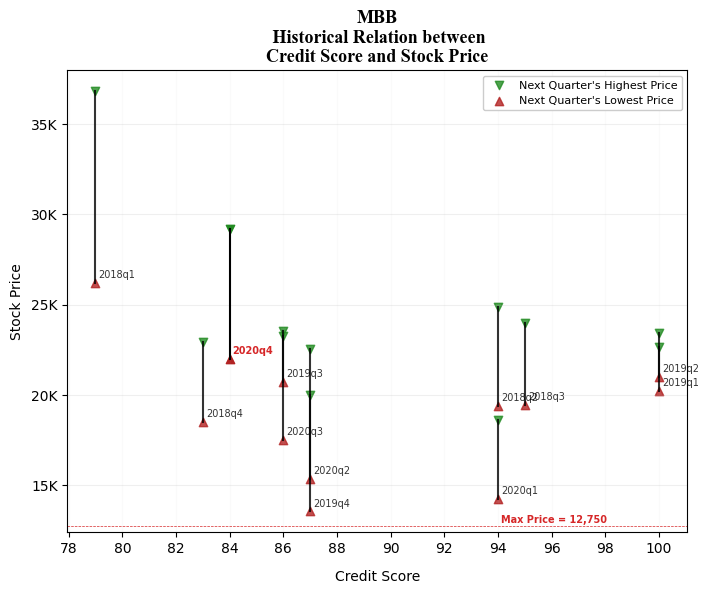 MBB
Historical Relation between
Credit Score and Stock Price
Next Quarter's Highest Price
Next Quarter's Lowest Price
35K
30K
25K
20K
15K
Stock Price
2018q1
2020q4
2019q3
2019q2
2019q1
2018q2
2018q3
2018q4
2020q3
2020q2
2020q1
2019q4
Max Price = 12,750
78
80
82
84
86
88
90
92
94
96
98
100
Credit Score